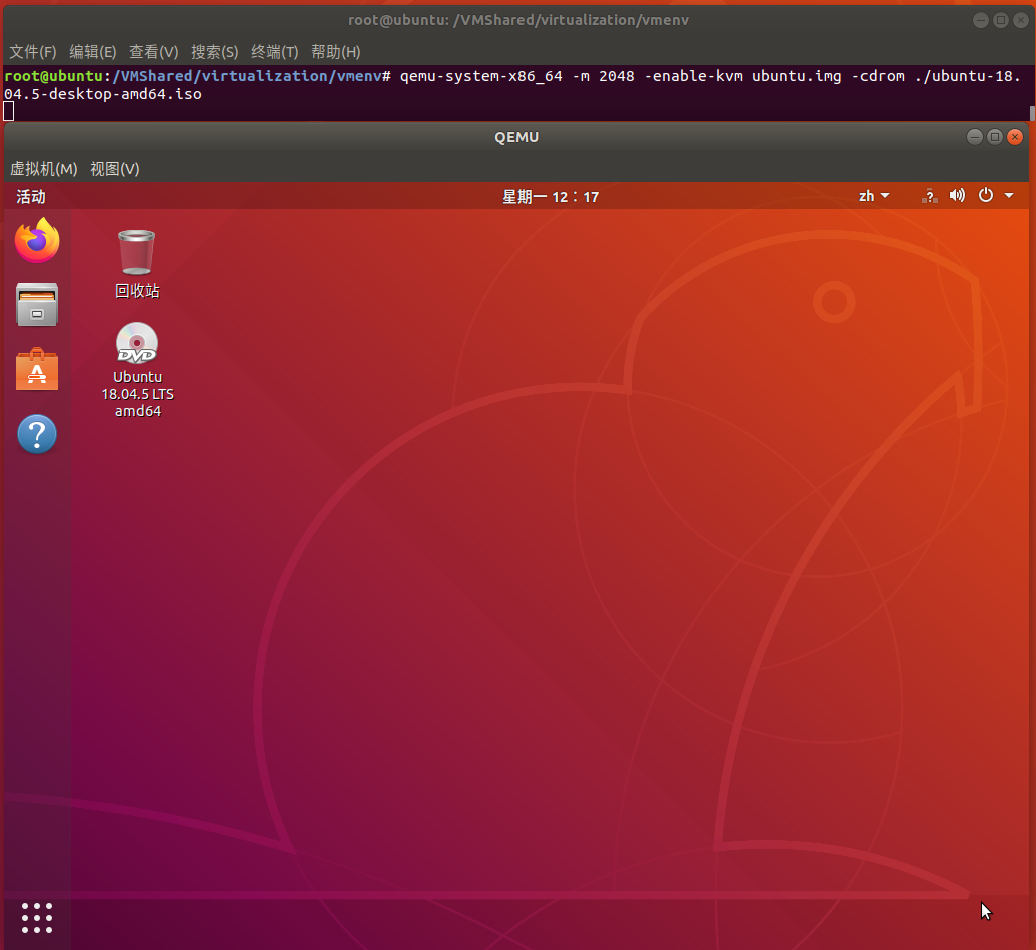 root@ubuntu: /VMShared/virtualization/vmenv
文件(F) 编辑(E) 查看(V) 搜索(S) 终端(T) 帮助(H)
root@ubuntu:/VMShared/virtualization/vmenv# qemu-system-x86_64 -m 2048 -enable-kvm ubuntu.img -cdrom ./ubuntu-18.
04.5-desktop-amd64.iso
QEMU
虚拟机(M) 视图(V)
活动 星期一 12：17 zh ?
回收站
DVD
Ubuntu
18.04.5 LTS
amd64